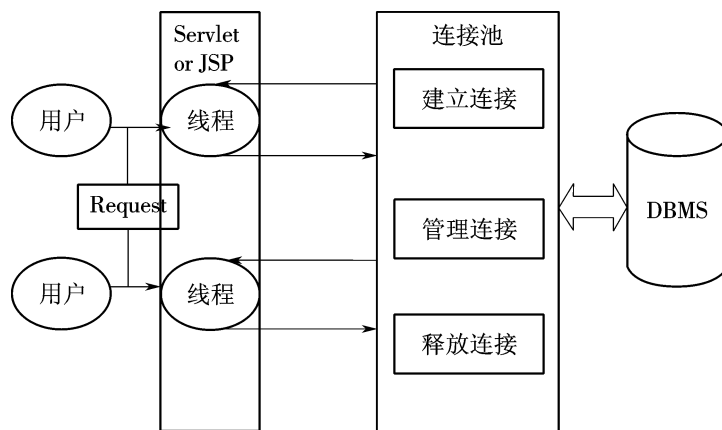 Servlet
or JSP
连接池
用户
线程
建立连接
Request
管理连接
DBMS
用户
线程
释放连接